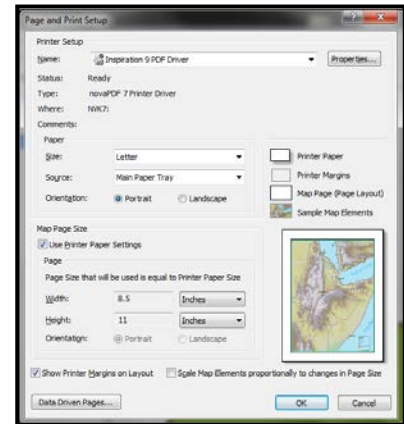 Page and Print Setup
Printer Setup
Name: Inspiration 9 PDF Driver Properties...
Status: Ready
Type: novaPDF 7 Printer Driver
Where: NVK7:
Comments:
Paper
Size: Letter Printer Paper
Printer Margins
Source: Main Paper Tray
Map Page (Page Layout)
Orientation: Portrait Landscape
Sample Map Elements
Map Page Size
Use Printer Paper Settings
Page
Page Size that will be used is equal to Printer Paper Size
Width: 8.5 Inches
Height: 11 Inches
Orientation: Portrait Landscape
Show Printer Margins on Layout Scale Map Elements proportionally to changes in Page Size
Data Driven Pages... OK Cancel